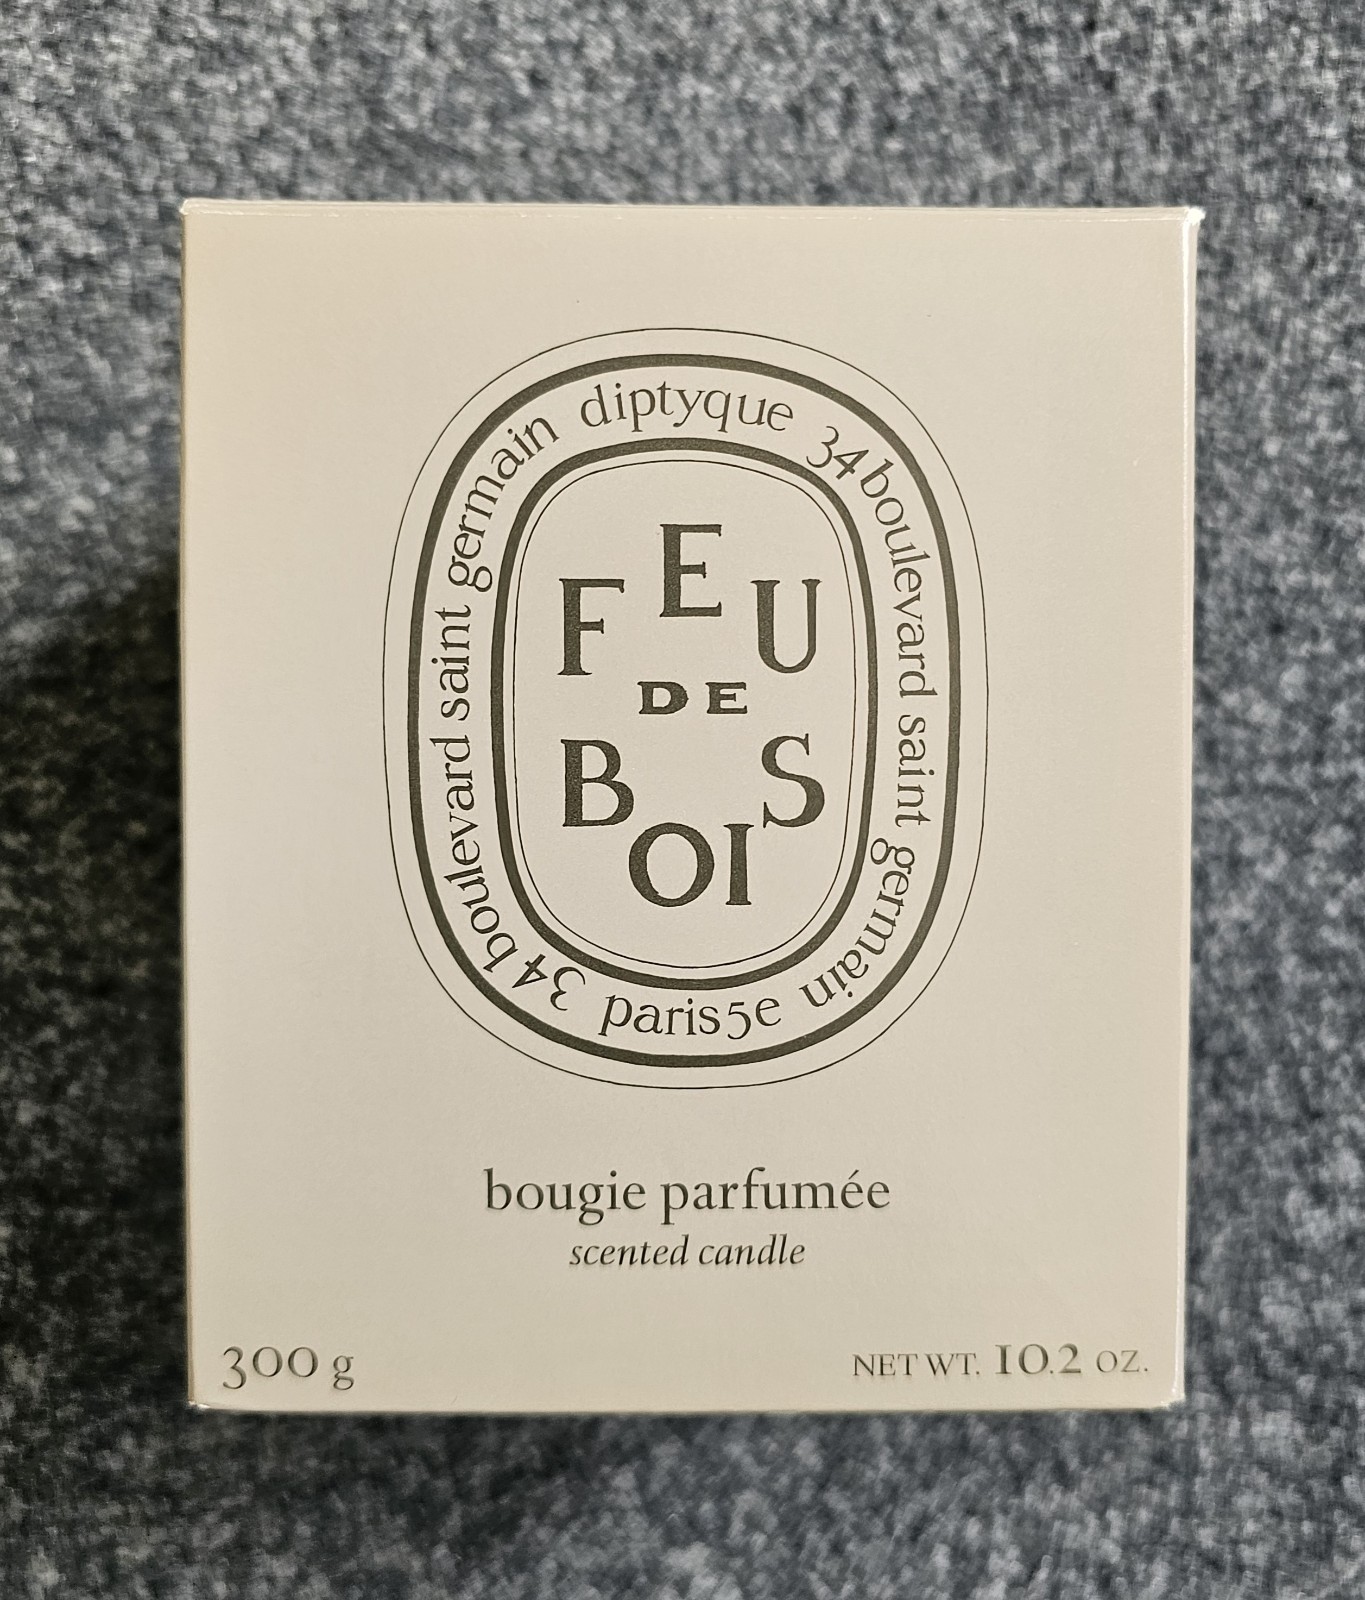 diptyque
34 boulevard saint germain
paris 5e
34 boulevard saint germain
FEU
DE
BOIS
bougie parfumée
scented candle
300 g
NET WT. 10.2 OZ.